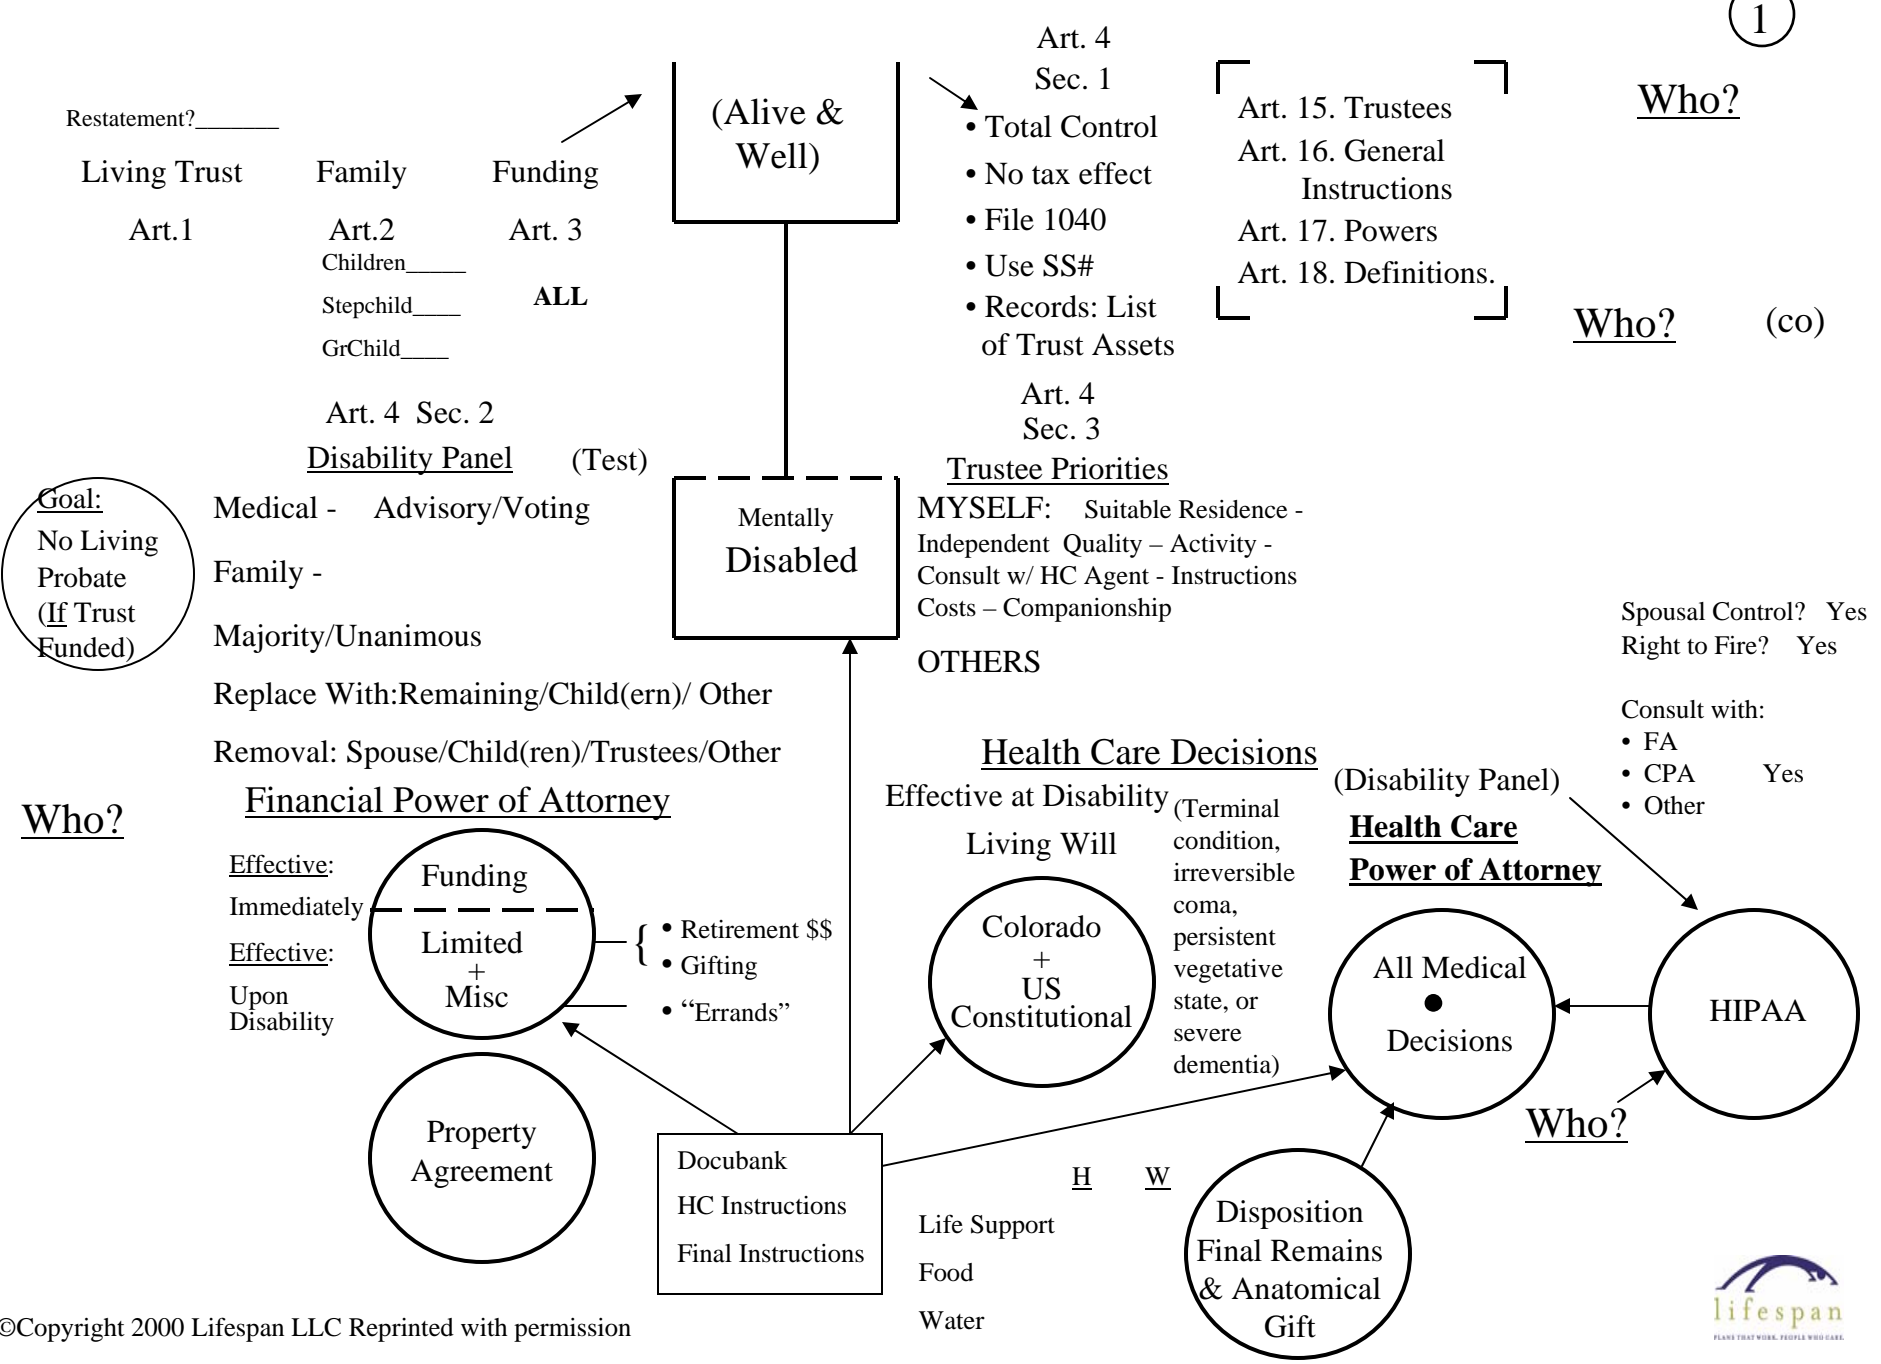 1
Art. 4
Sec. 1
(Alive &
Well)
Restatement?_______
Living Trust
Art.1
Family
Art.2
Children_____
Stepchild____
GrChild____
Funding
Art. 3
ALL
• Total Control
• No tax effect
• File 1040
• Use SS#
• Records: List
of Trust Assets
Art. 15. Trustees
Art. 16. General
Instructions
Art. 17. Powers
Art. 18. Definitions.
Who?
Who? (co)
Art. 4 Sec. 2
Disability Panel (Test)
Goal:
No Living
Probate
(If Trust
Funded)
Medical - Advisory/Voting
Family -
Majority/Unanimous
Replace With:Remaining/Child(ern)/ Other
Removal: Spouse/Child(ren)/Trustees/Other
Mentally
Disabled
Art. 4
Sec. 3
Trustee Priorities
MYSELF: Suitable Residence -
Independent Quality – Activity -
Consult w/ HC Agent - Instructions
Costs – Companionship
OTHERS
Spousal Control? Yes
Right to Fire? Yes
Consult with:
• FA
• CPA Yes
• Other
Who?
Financial Power of Attorney
Effective:
Immediately
Effective:
Upon
Disability
Funding
Limited
+
Misc
{ • Retirement $$
• Gifting
• “Errands”
Property
Agreement
Health Care Decisions
Effective at Disability
Living Will
Colorado
+
US
Constitutional
(Terminal
condition,
irreversible
coma,
persistent
vegetative
state, or
severe
dementia)
(Disability Panel)
Health Care
Power of Attorney
All Medical
•
Decisions
HIPAA
Who?
Docubank
HC Instructions
Final Instructions
H W
Life Support
Food
Water
Disposition
Final Remains
& Anatomical
Gift
©Copyright 2000 Lifespan LLC Reprinted with permission
lifespan
PLANS THAT WORK. PEOPLE WHO CARE.